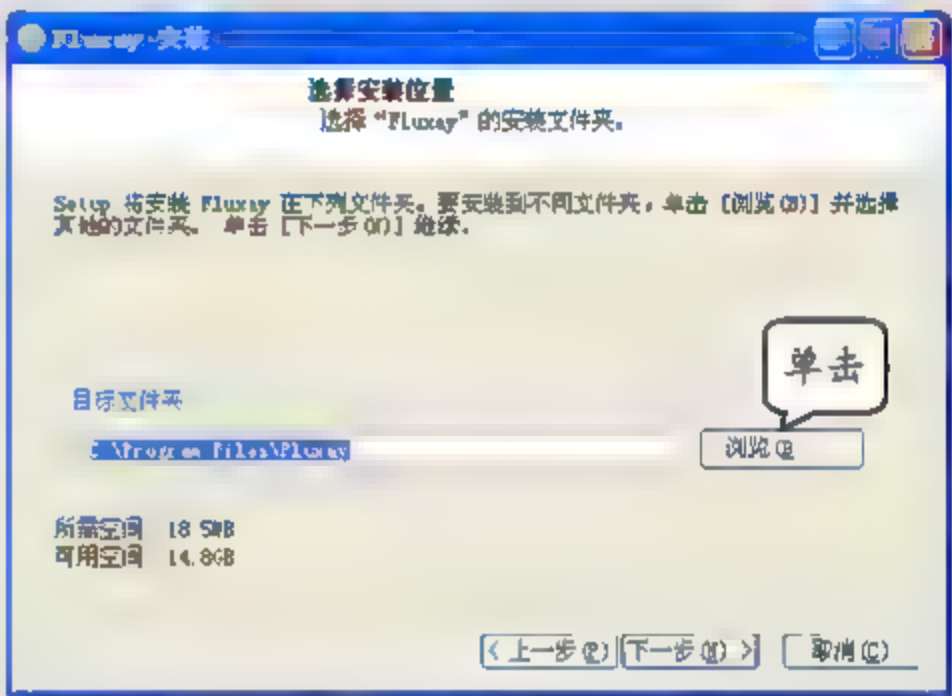 Fluxay 安装
选择安装位置
选择“Fluxay”的安装文件夹。
Setup 将安装 Fluxay 在下列文件夹。要安装到不同文件夹，单击 [浏览(B)] 并选择
其他的文件夹。 单击 [下一步(N)] 继续。
单击
目标文件夹
C:\Program Files\Fluxay
浏览(B)
所需空间 18.5MB
可用空间 14.8GB
< 上一步(P)
下一步(N) >
取消(C)